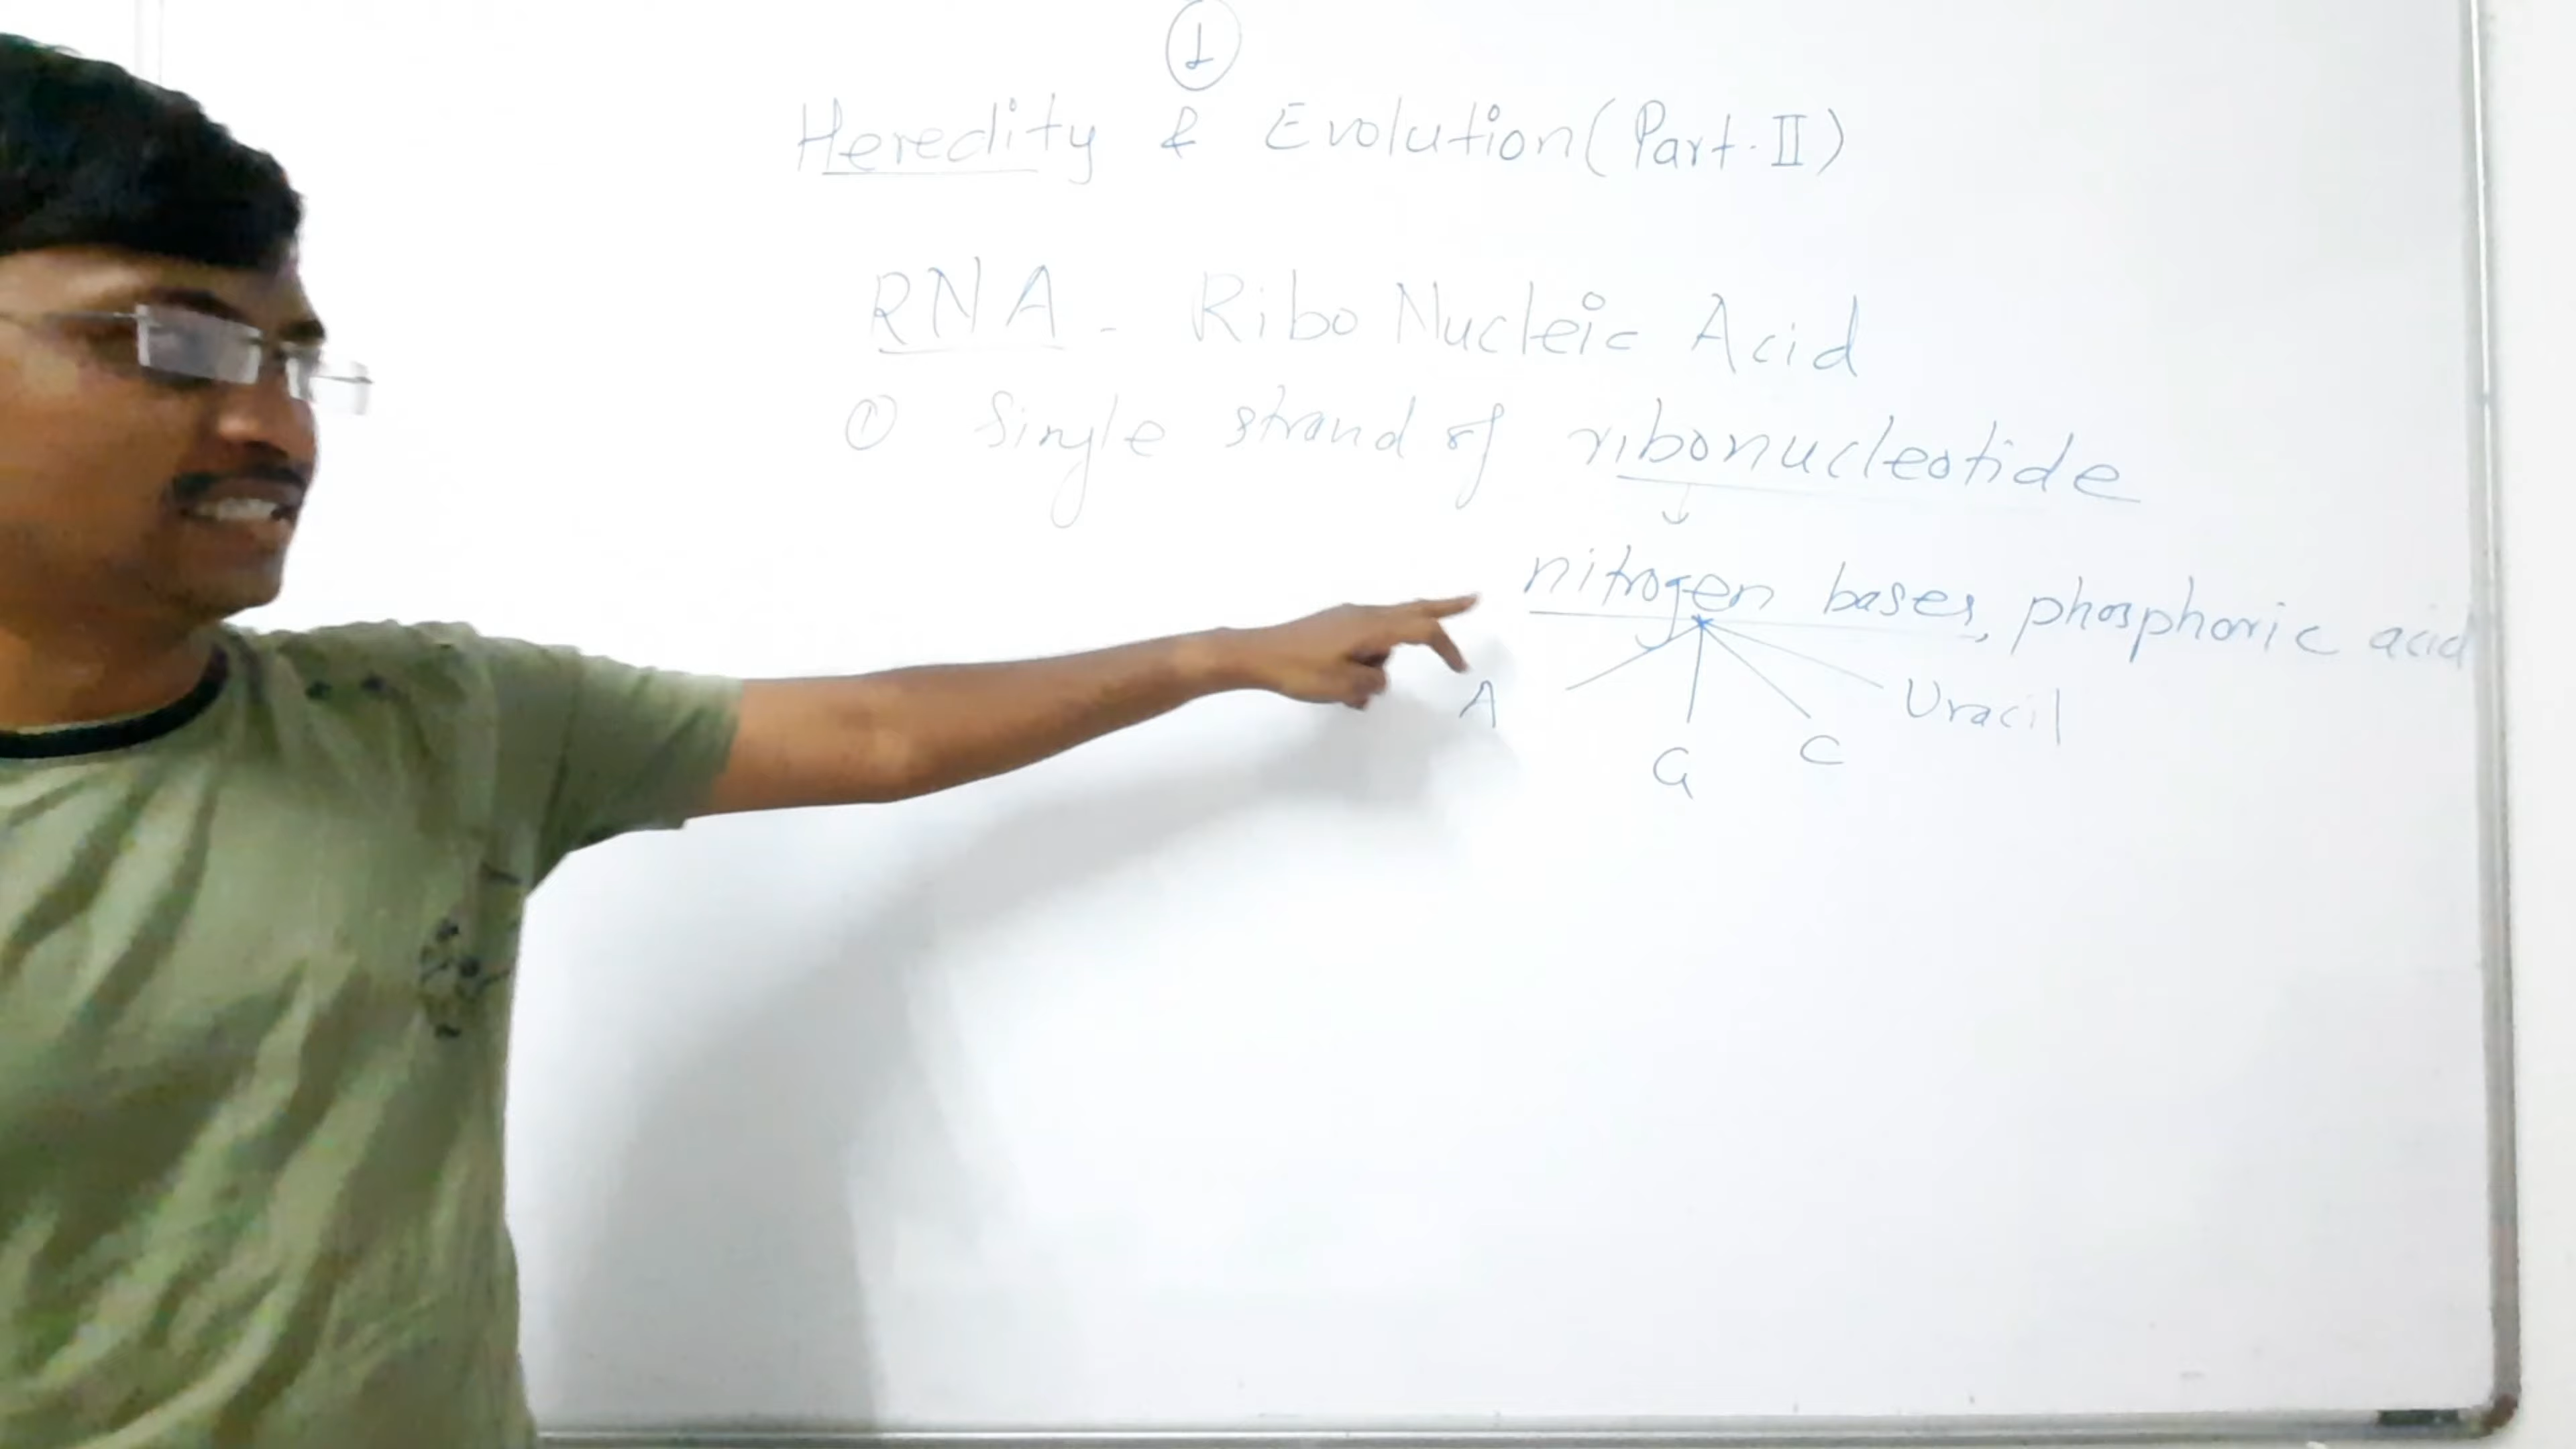 1
Heredity & Evolution (Part-II)
RNA - Ribo Nucleic Acid
① Single strand of ribonucleotide
nitrogen bases, phosphoric acid
A G C Uracil